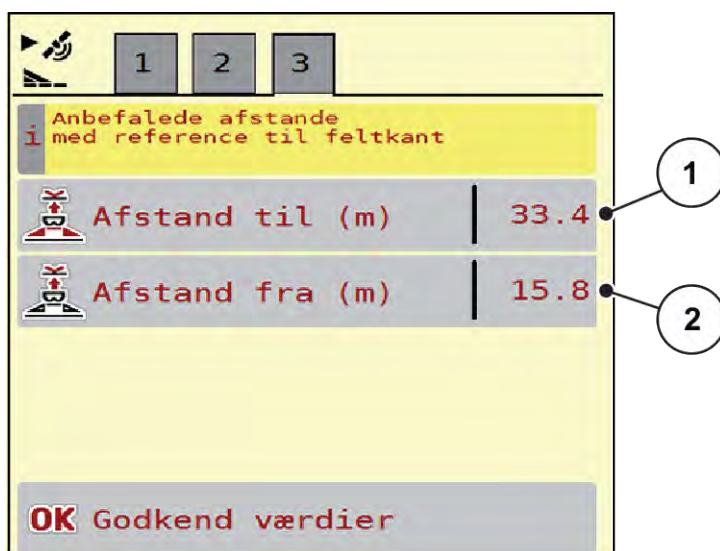 1 2 3
i Anbefalede afstande
med reference til feltkant
Afstand til (m) 33.4
1
Afstand fra (m) 15.8
2
OK Godkend værdier